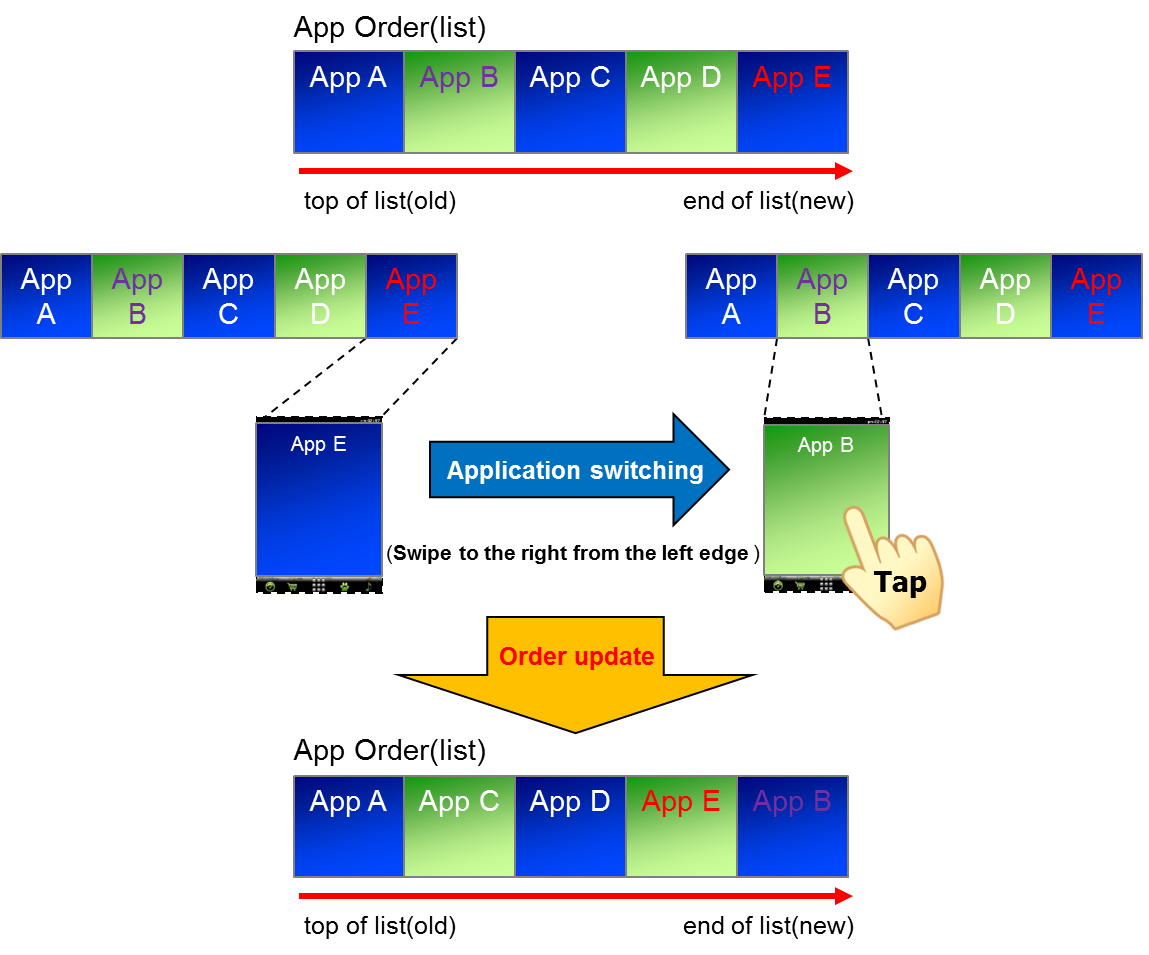 App Order(list)
App A App B App C App D App E
top of list(old) end of list(new)
App A App B App C App D App E
App A App B App C App D App E
App E
Application switching
App B
(Swipe to the right from the left edge )
Tap
Order update
App Order(list)
App A App C App D App E App B
top of list(old) end of list(new)